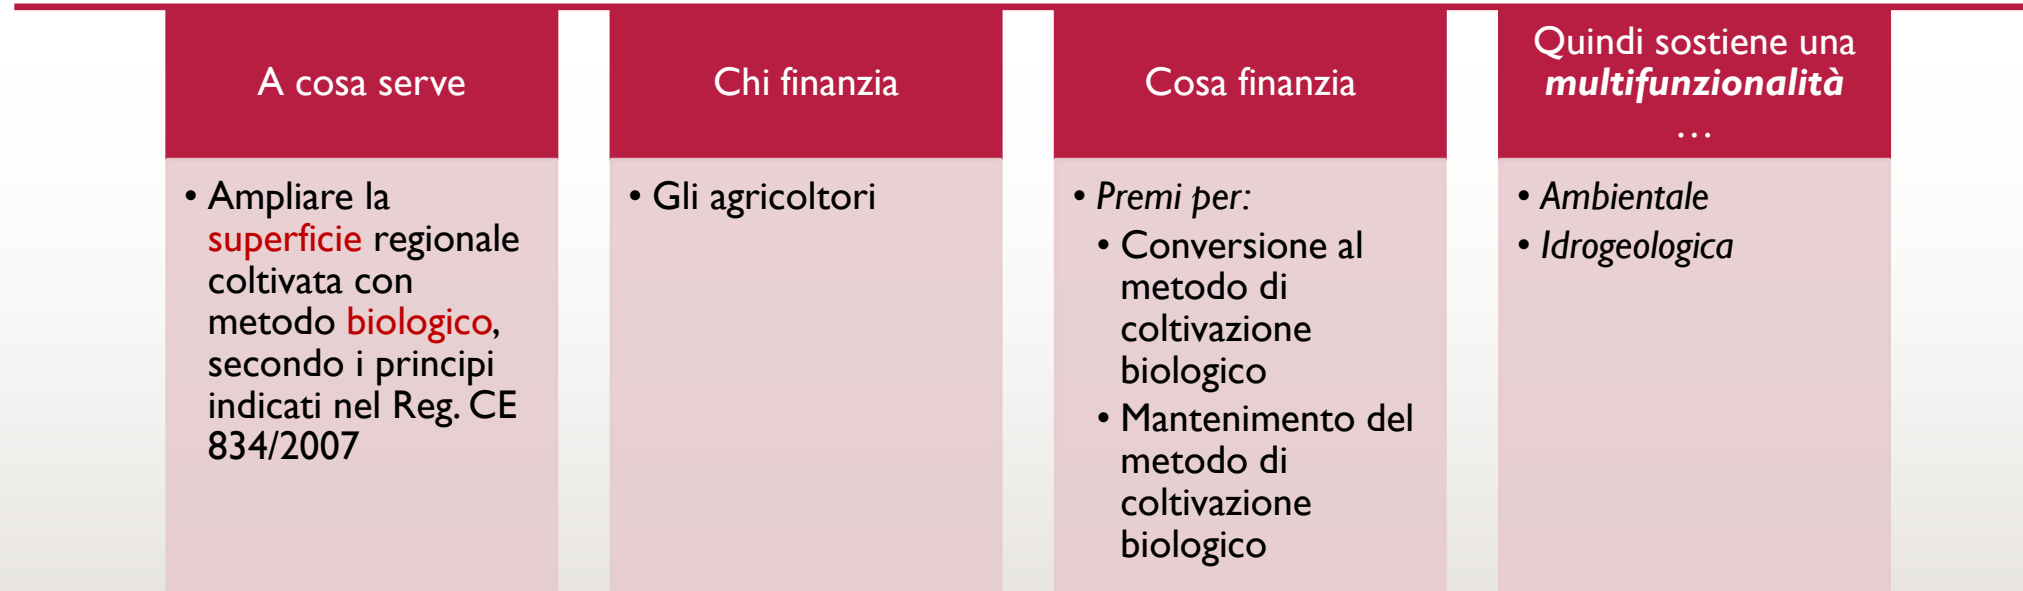 A cosa serve
• Ampliare la
superficie regionale
coltivata con
metodo biologico,
secondo i principi
indicati nel Reg. CE
834/2007
Chi finanzia
• Gli agricoltori
Cosa finanzia
• Premi per:
• Conversione al
metodo di
coltivazione
biologico
• Mantenimento del
metodo di
coltivazione
biologico
Quindi sostiene una
multifunzionalità
…
• Ambientale
• Idrogeologica